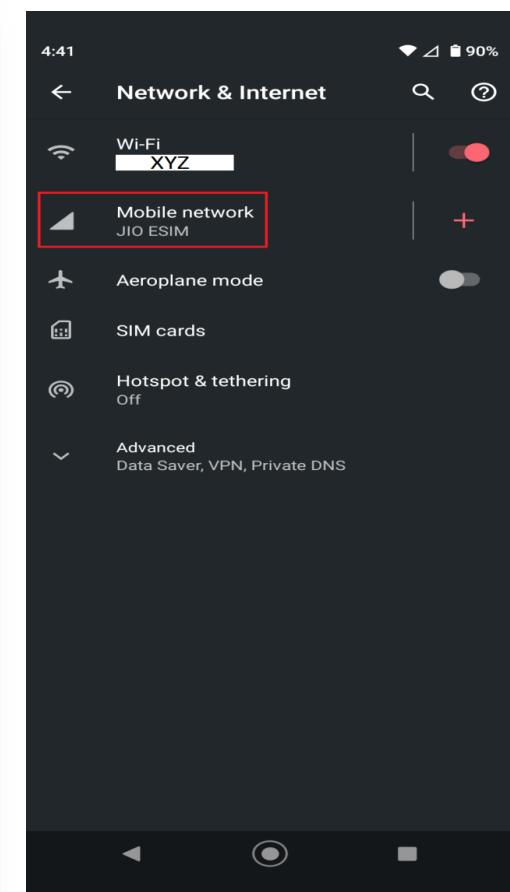 4:41
90%
Network & Internet
Wi-Fi
XYZ
Mobile network
JIO ESIM
Aeroplane mode
SIM cards
Hotspot & tethering
Off
Advanced
Data Saver, VPN, Private DNS